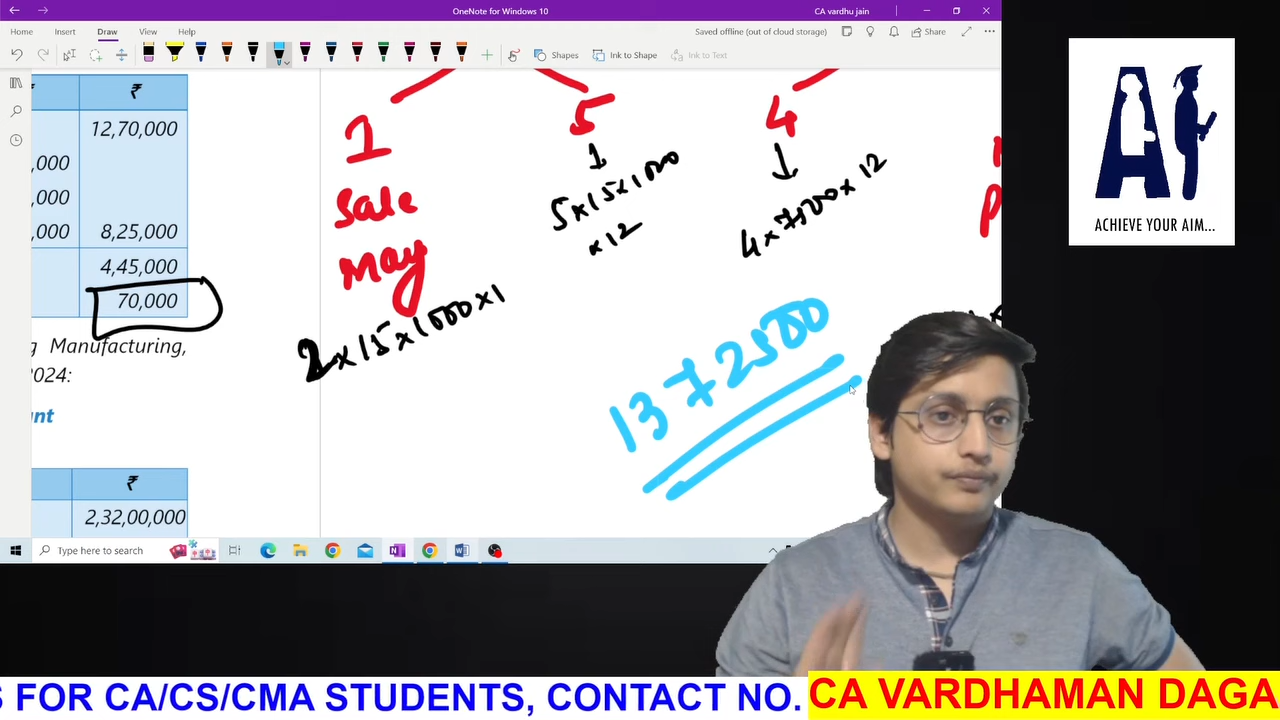 OneNote for Windows 10
CA vardhu jain
Home Insert Draw View Help
Saved offline (out of cloud storage)
Share
Shapes
Ink to Shape
Ink to Text
₹
12,70,000
,000
,000
,000 8,25,000
4,45,000
70,000
g Manufacturing,
2024:
unt
₹
2,32,00,000
1
Sale
May
2×15×1000×1
5
5×15×1000
×12
4
4×7500×12
1372500
ACHIEVE YOUR AIM...
Type here to search
S FOR CA/CS/CMA STUDENTS, CONTACT NO.
CA VARDHAMAN DAGA